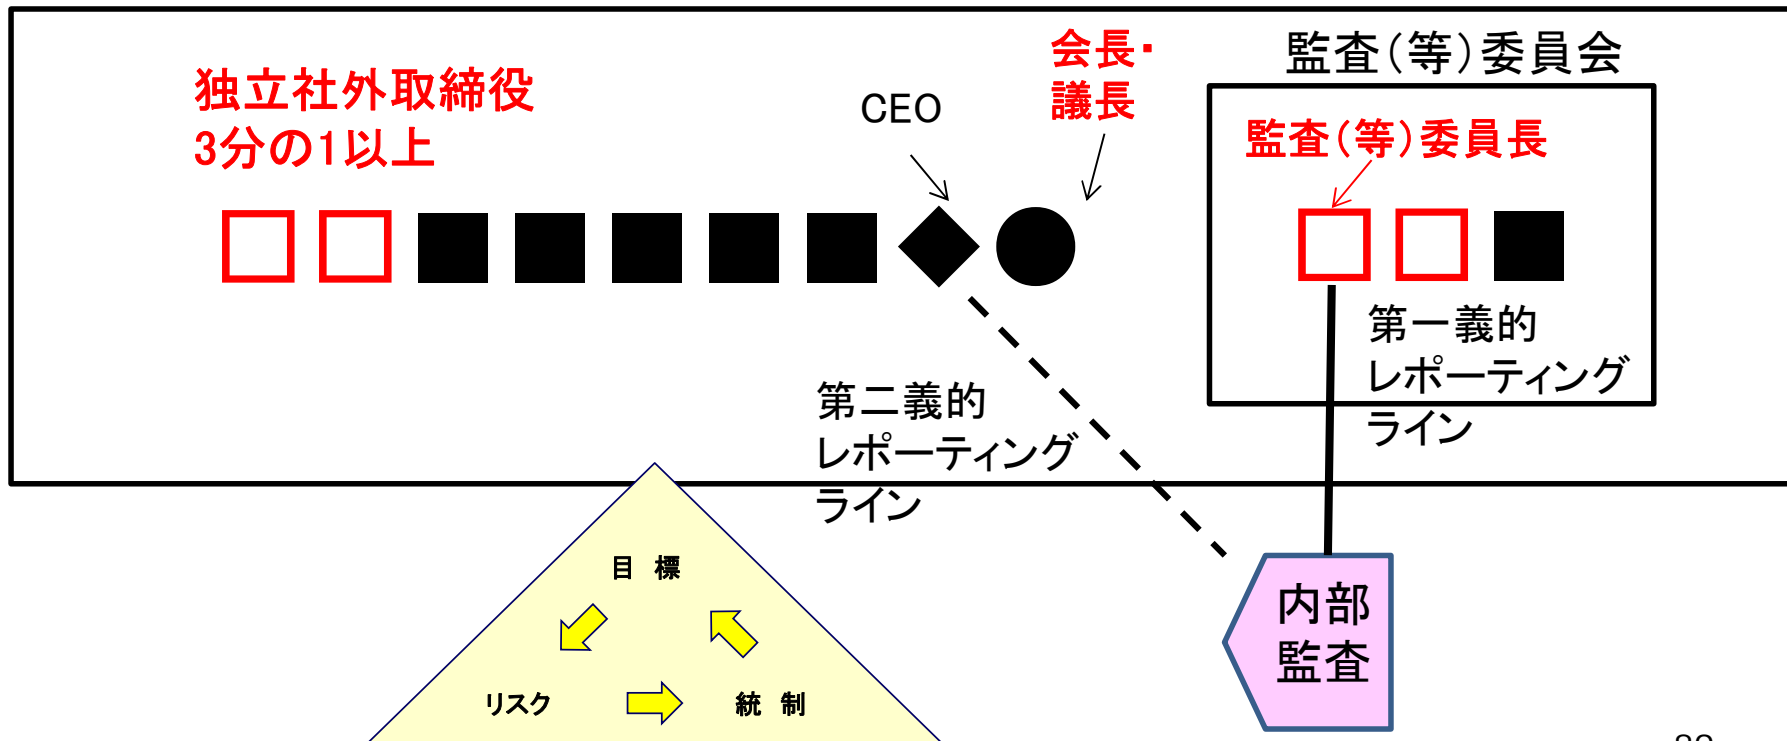 独立社外取締役
3分の1以上
CEO
会長・
議長
監査(等)委員会
監査(等)委員長
第一義的
レポーティング
ライン
第二義的
レポーティング
ライン
目 標
リスク
統 制
内部
監査